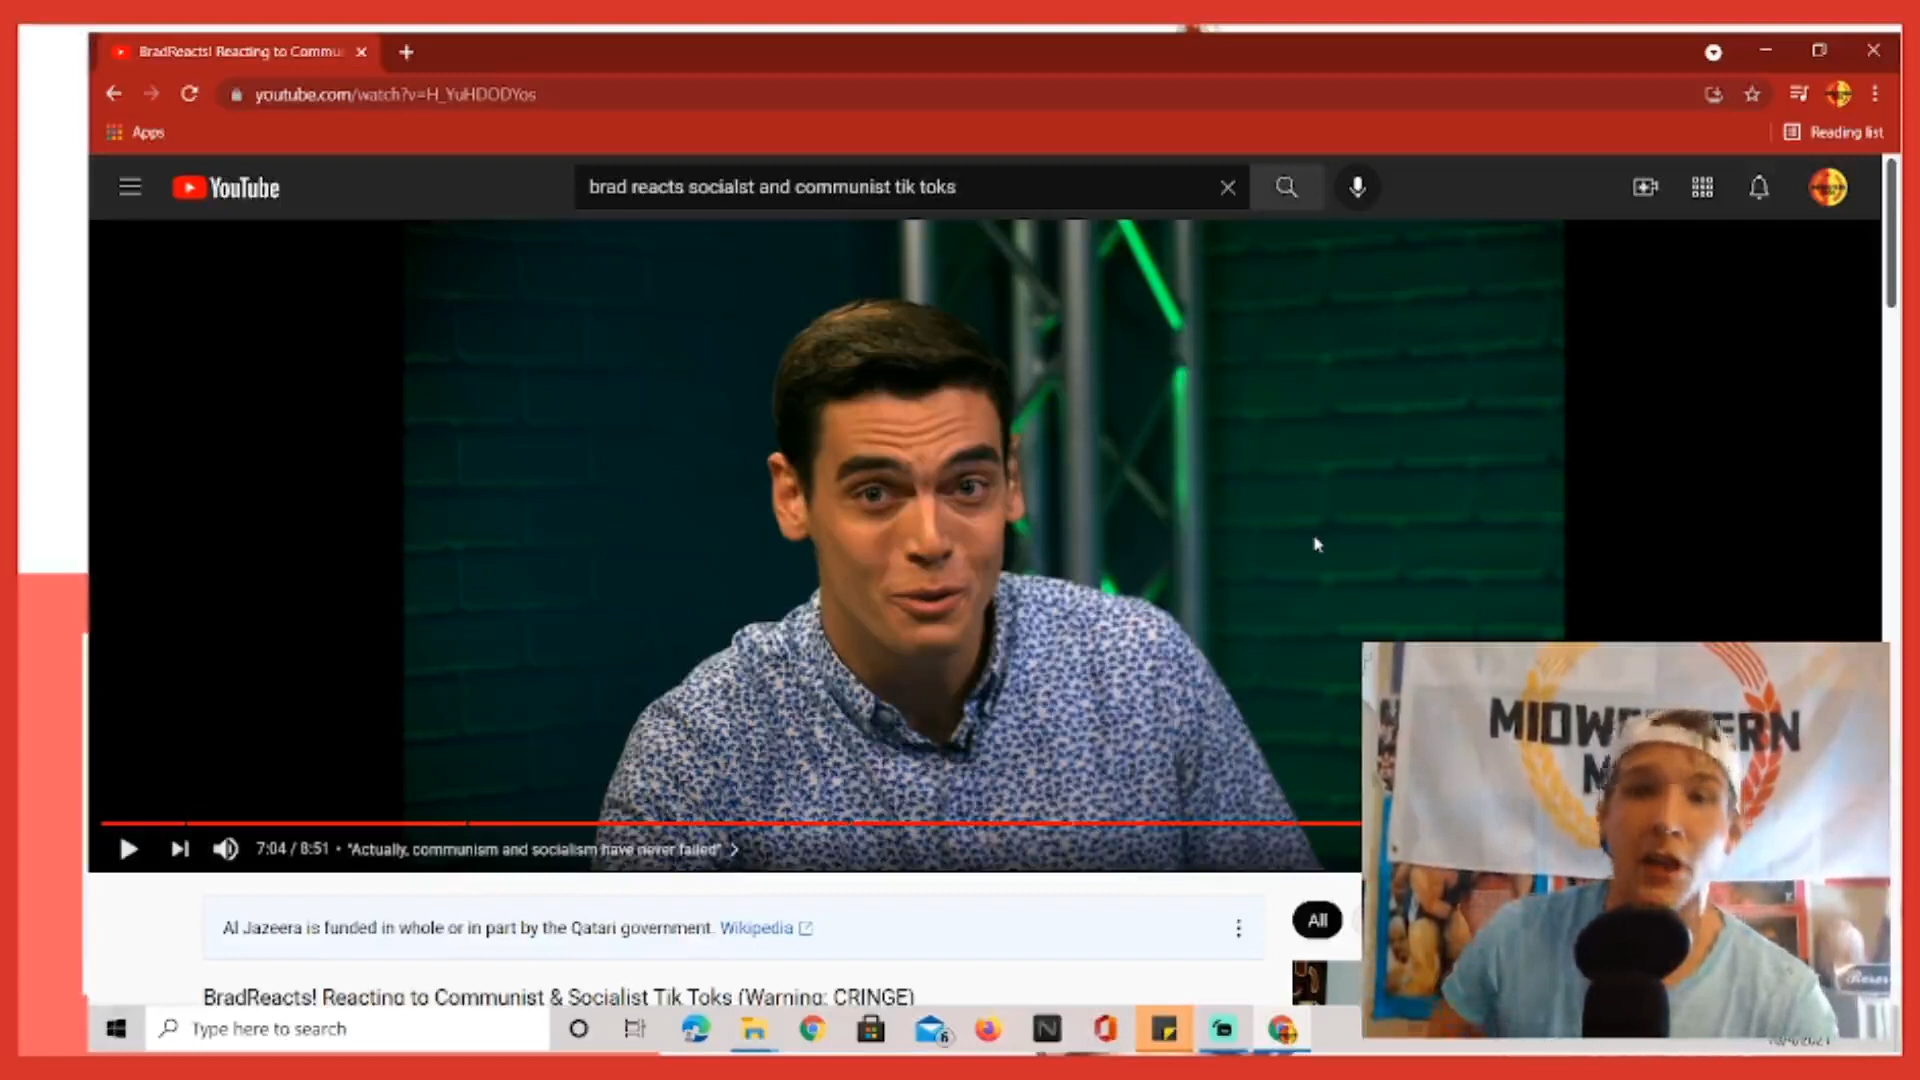 BradReacts! Reacting to Commu
youtube.com/watch?v=H_YuHDODYos
Apps
Reading list
YouTube
brad reacts socialst and communist tik toks
MIDW ERN
M
7:04 / 8:51 • "Actually, communism and socialism have never failed" >
Al Jazeera is funded in whole or in part by the Qatari government. Wikipedia
All
BradReacts! Reacting to Communist & Socialist Tik Toks (Warning: CRINGE)
Type here to search
6
N